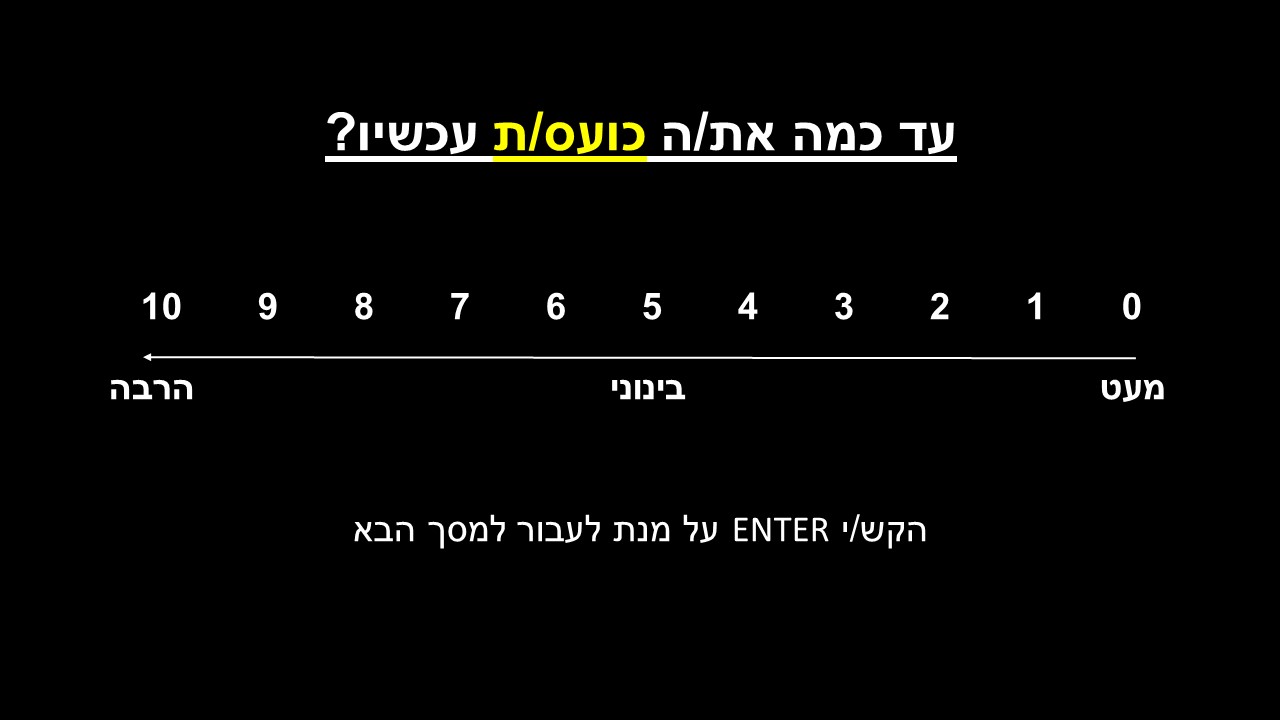 עד כמה את/ה כועס/ת עכשיו?
0 1 2 3 4 5 6 7 8 9 10
מעט בינוני הרבה
הקש/י ENTER על מנת לעבור למסך הבא